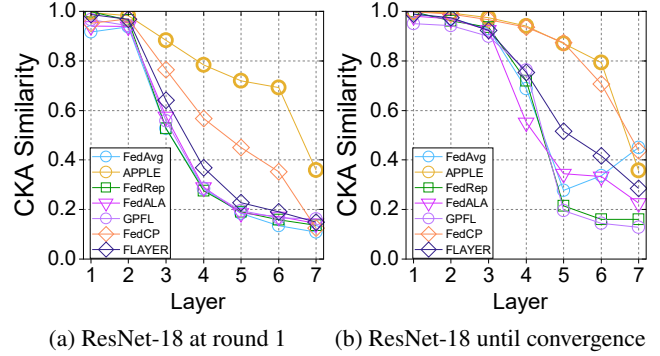 CKA Similarity
1.0
0.8
0.6
0.4
0.2
0.0
FedAvg
APPLE
FedRep
FedALA
GPFL
FedCP
FLAYER
1 2 3 4 5 6 7
Layer
(a) ResNet-18 at round 1
CKA Similarity
1.0
0.8
0.6
0.4
0.2
0.0
FedAvg
APPLE
FedRep
FedALA
GPFL
FedCP
FLAYER
1 2 3 4 5 6 7
Layer
(b) ResNet-18 until convergence